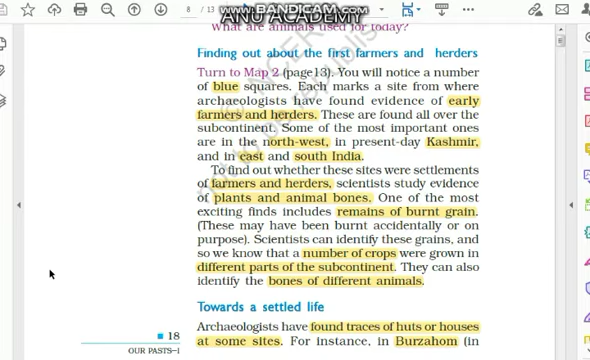 8 / 13
www.BANDICAM.com
ANU ACADEMY
What are animals used for today?
Finding out about the first farmers and herders
Turn to Map 2 (page13). You will notice a number
of blue squares. Each marks a site from where
archaeologists have found evidence of early
farmers and herders. These are found all over the
subcontinent. Some of the most important ones
are in the north-west, in present-day Kashmir,
and in east and south India.
To find out whether these sites were settlements
of farmers and herders, scientists study evidence
of plants and animal bones. One of the most
exciting finds includes remains of burnt grain.
(These may have been burnt accidentally or on
purpose). Scientists can identify these grains, and
so we know that a number of crops were grown in
different parts of the subcontinent. They can also
identify the bones of different animals.
Towards a settled life
18
Archaeologists have found traces of huts or houses
OUR PASTS–I
at some sites. For instance, in Burzahom (in